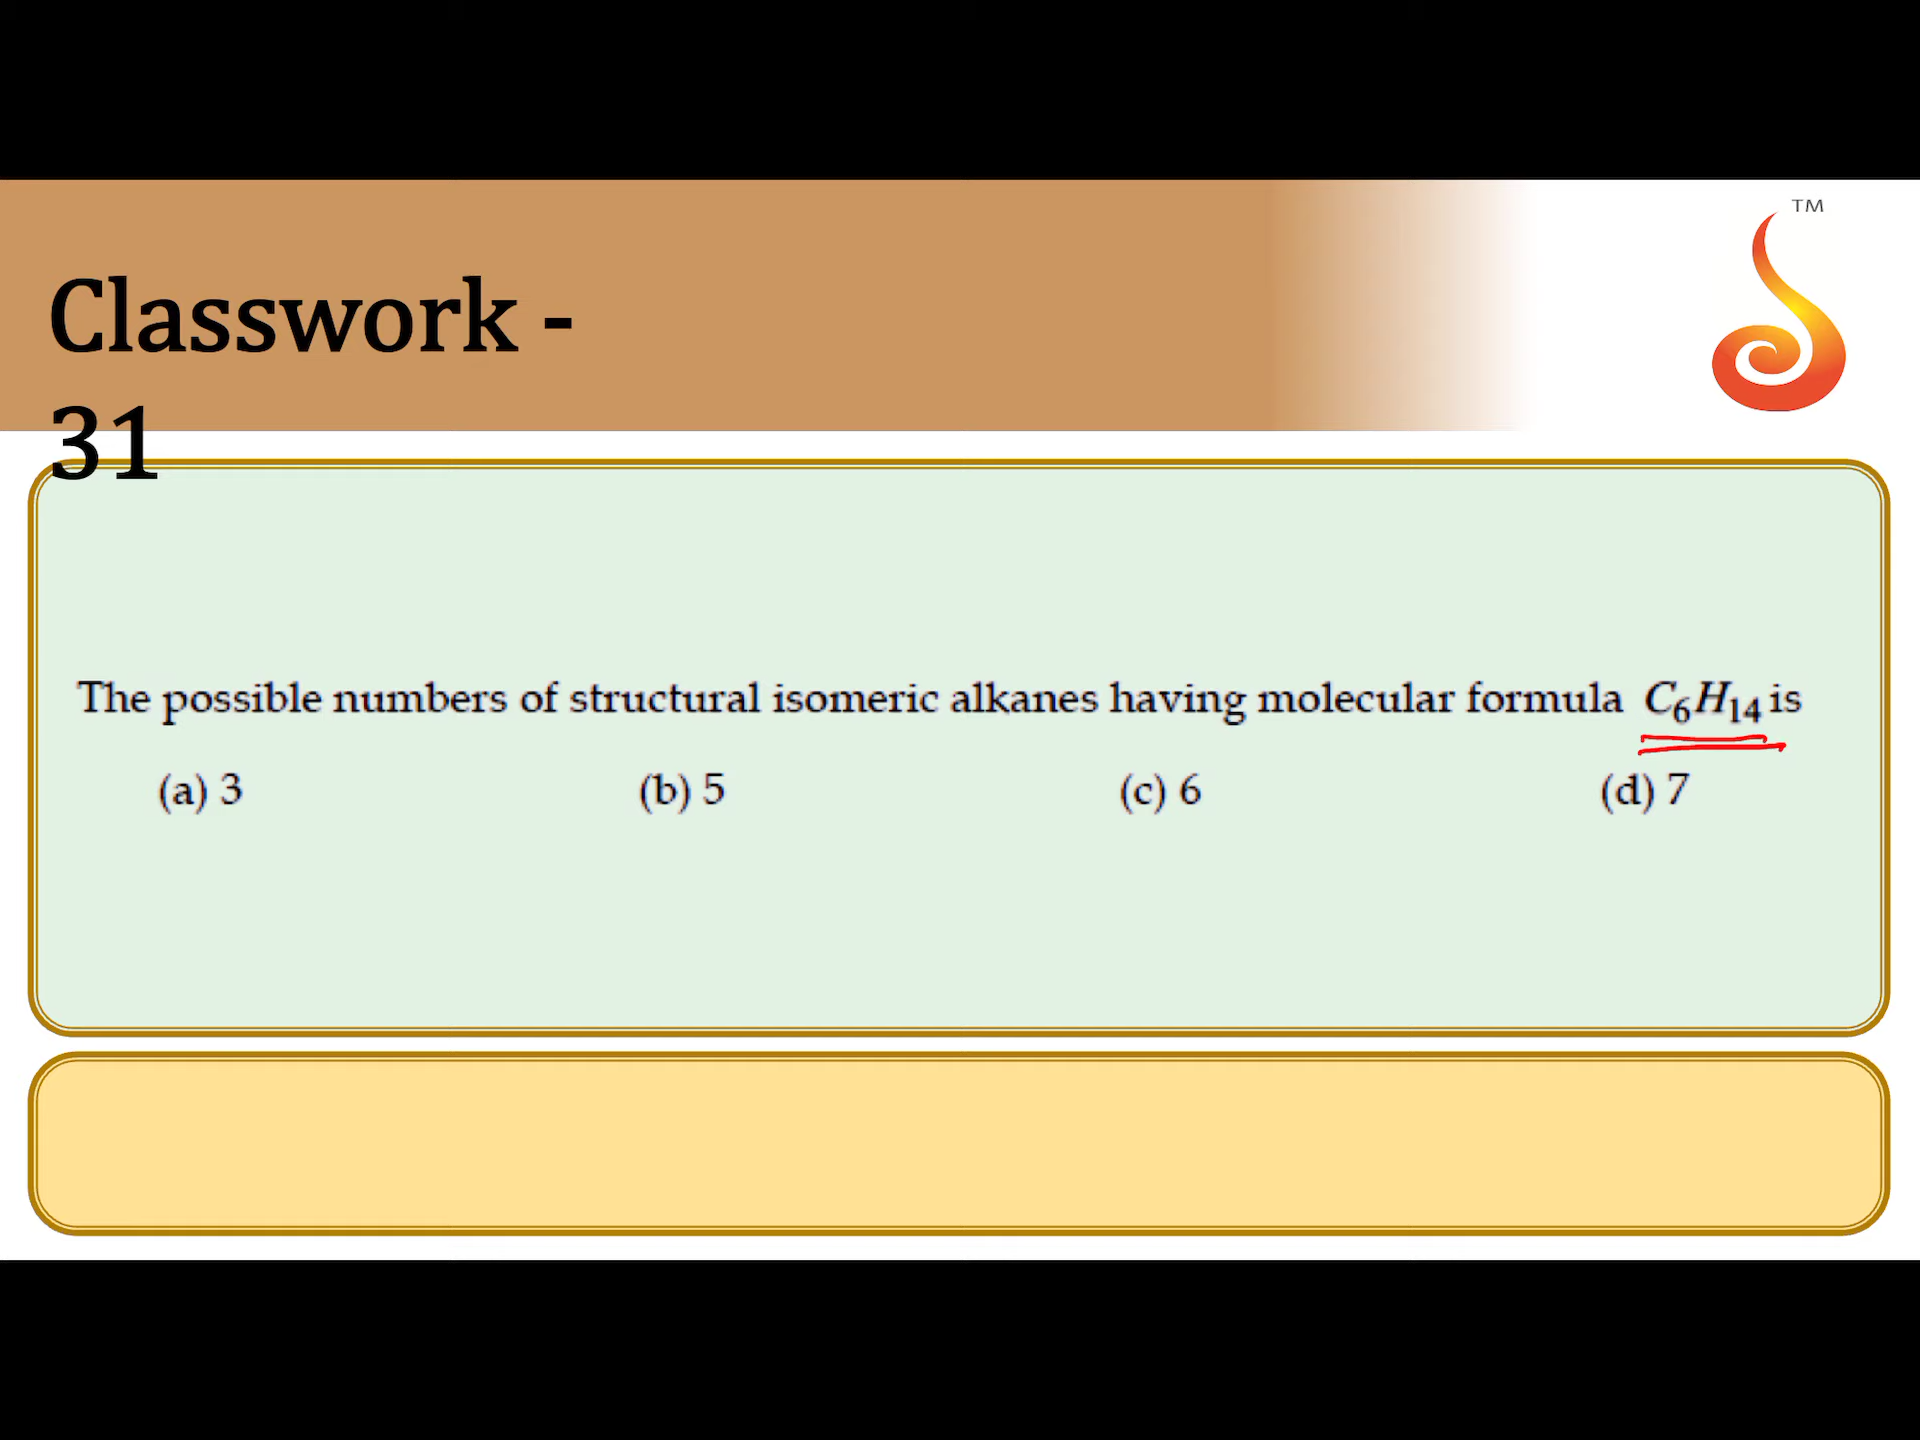 TM
Classwork -
31
The possible numbers of structural isomeric alkanes having molecular formula C₆H₁₄ is
(a) 3 (b) 5 (c) 6 (d) 7